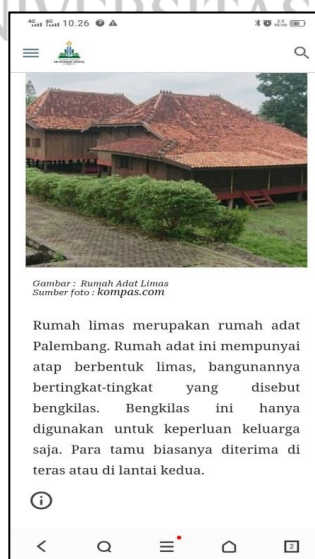 10.26
Gambar : Rumah Adat Limas
Sumber foto : kompas.com
Rumah limas merupakan rumah adat
Palembang. Rumah adat ini mempunyai
atap berbentuk limas, bangunannya
bertingkat-tingkat yang disebut
bengkilas. Bengkilas ini hanya
digunakan untuk keperluan keluarga
saja. Para tamu biasanya diterima di
teras atau di lantai kedua.
2